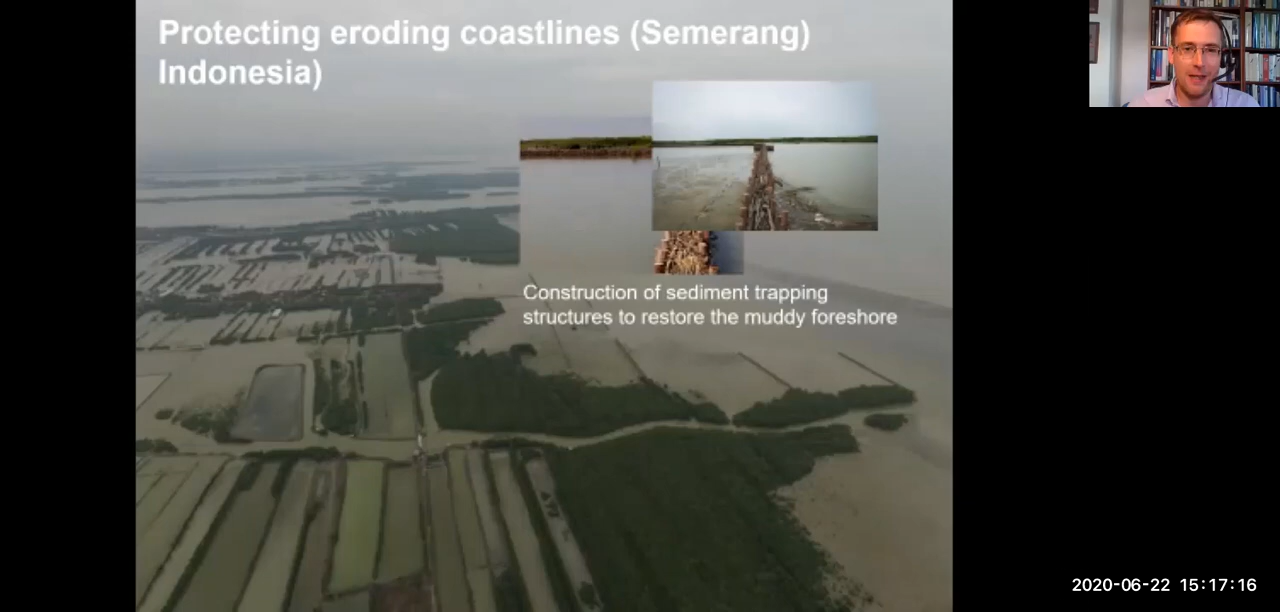 Protecting eroding coastlines (Semerang)
Indonesia)
Construction of sediment trapping
structures to restore the muddy foreshore
2020-06-22 15:17:16